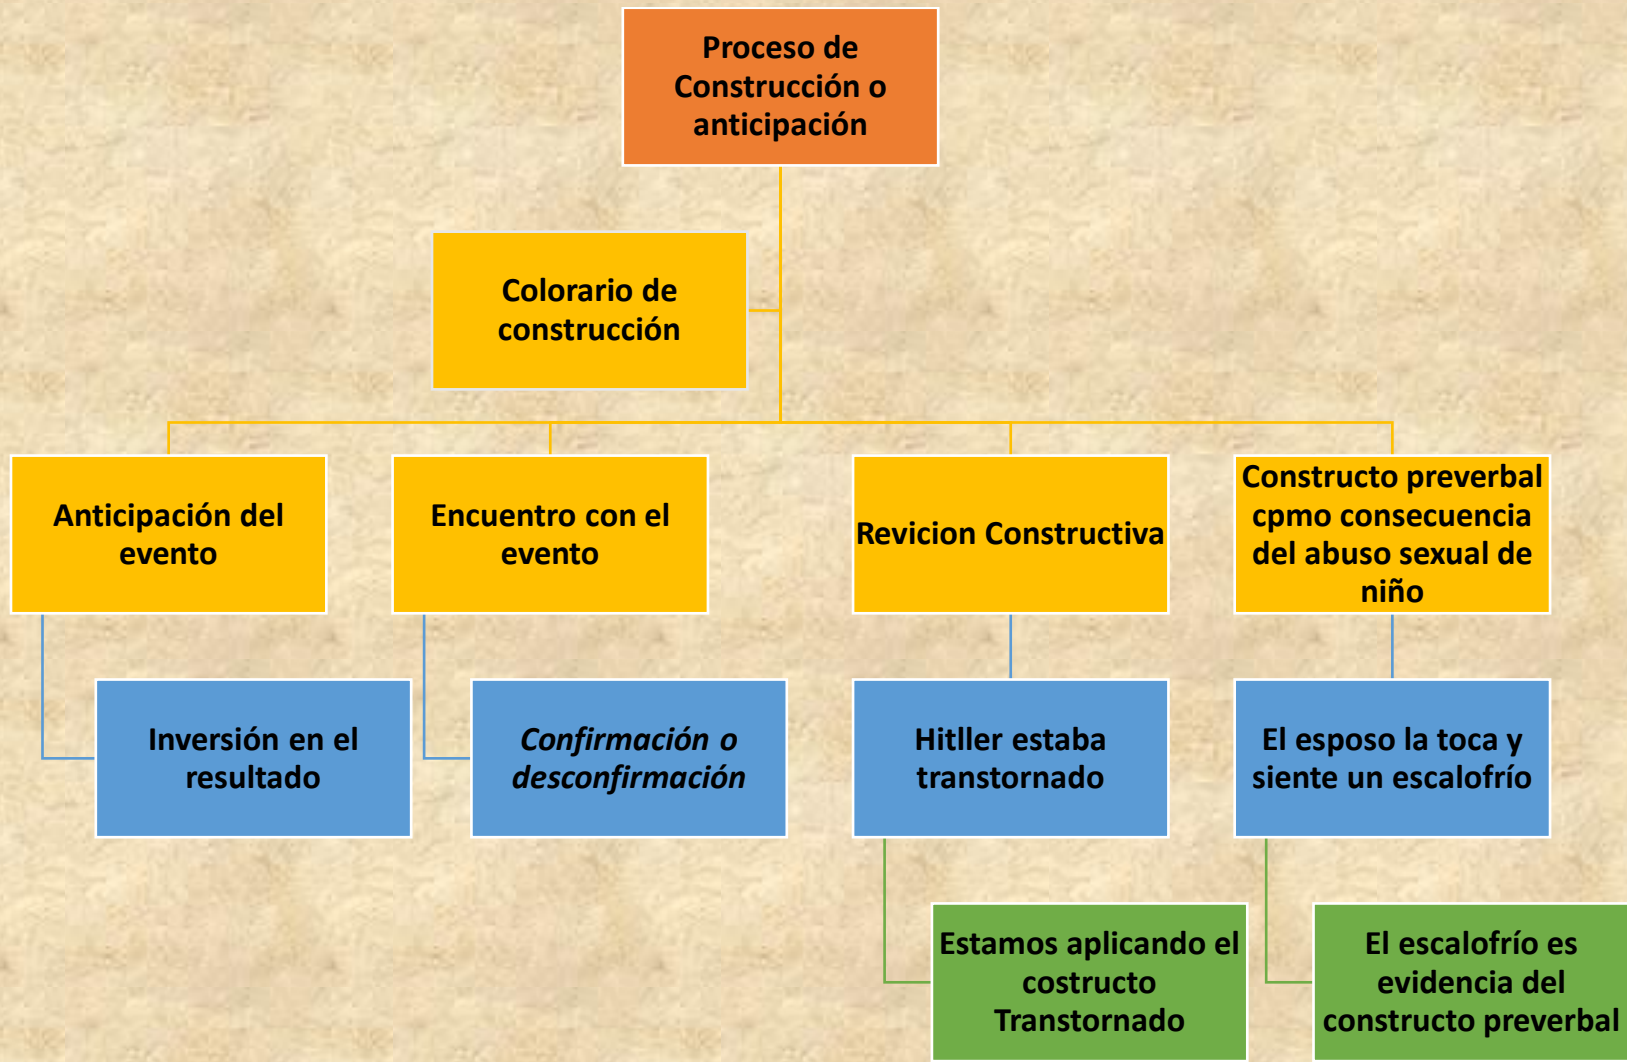 Proceso de
Construcción o
anticipación
Colorario de
construcción
Anticipación del
evento
Encuentro con el
evento
Revicion Constructiva
Constructo preverbal
cpmo consecuencia
del abuso sexual de
niño
Inversión en el
resultado
Confirmación o
desconfirmación
Hitller estaba
transtornado
El esposo la toca y
siente un escalofrío
Estamos aplicando el
costructo
Transtornado
El escalofrío es
evidencia del
constructo preverbal